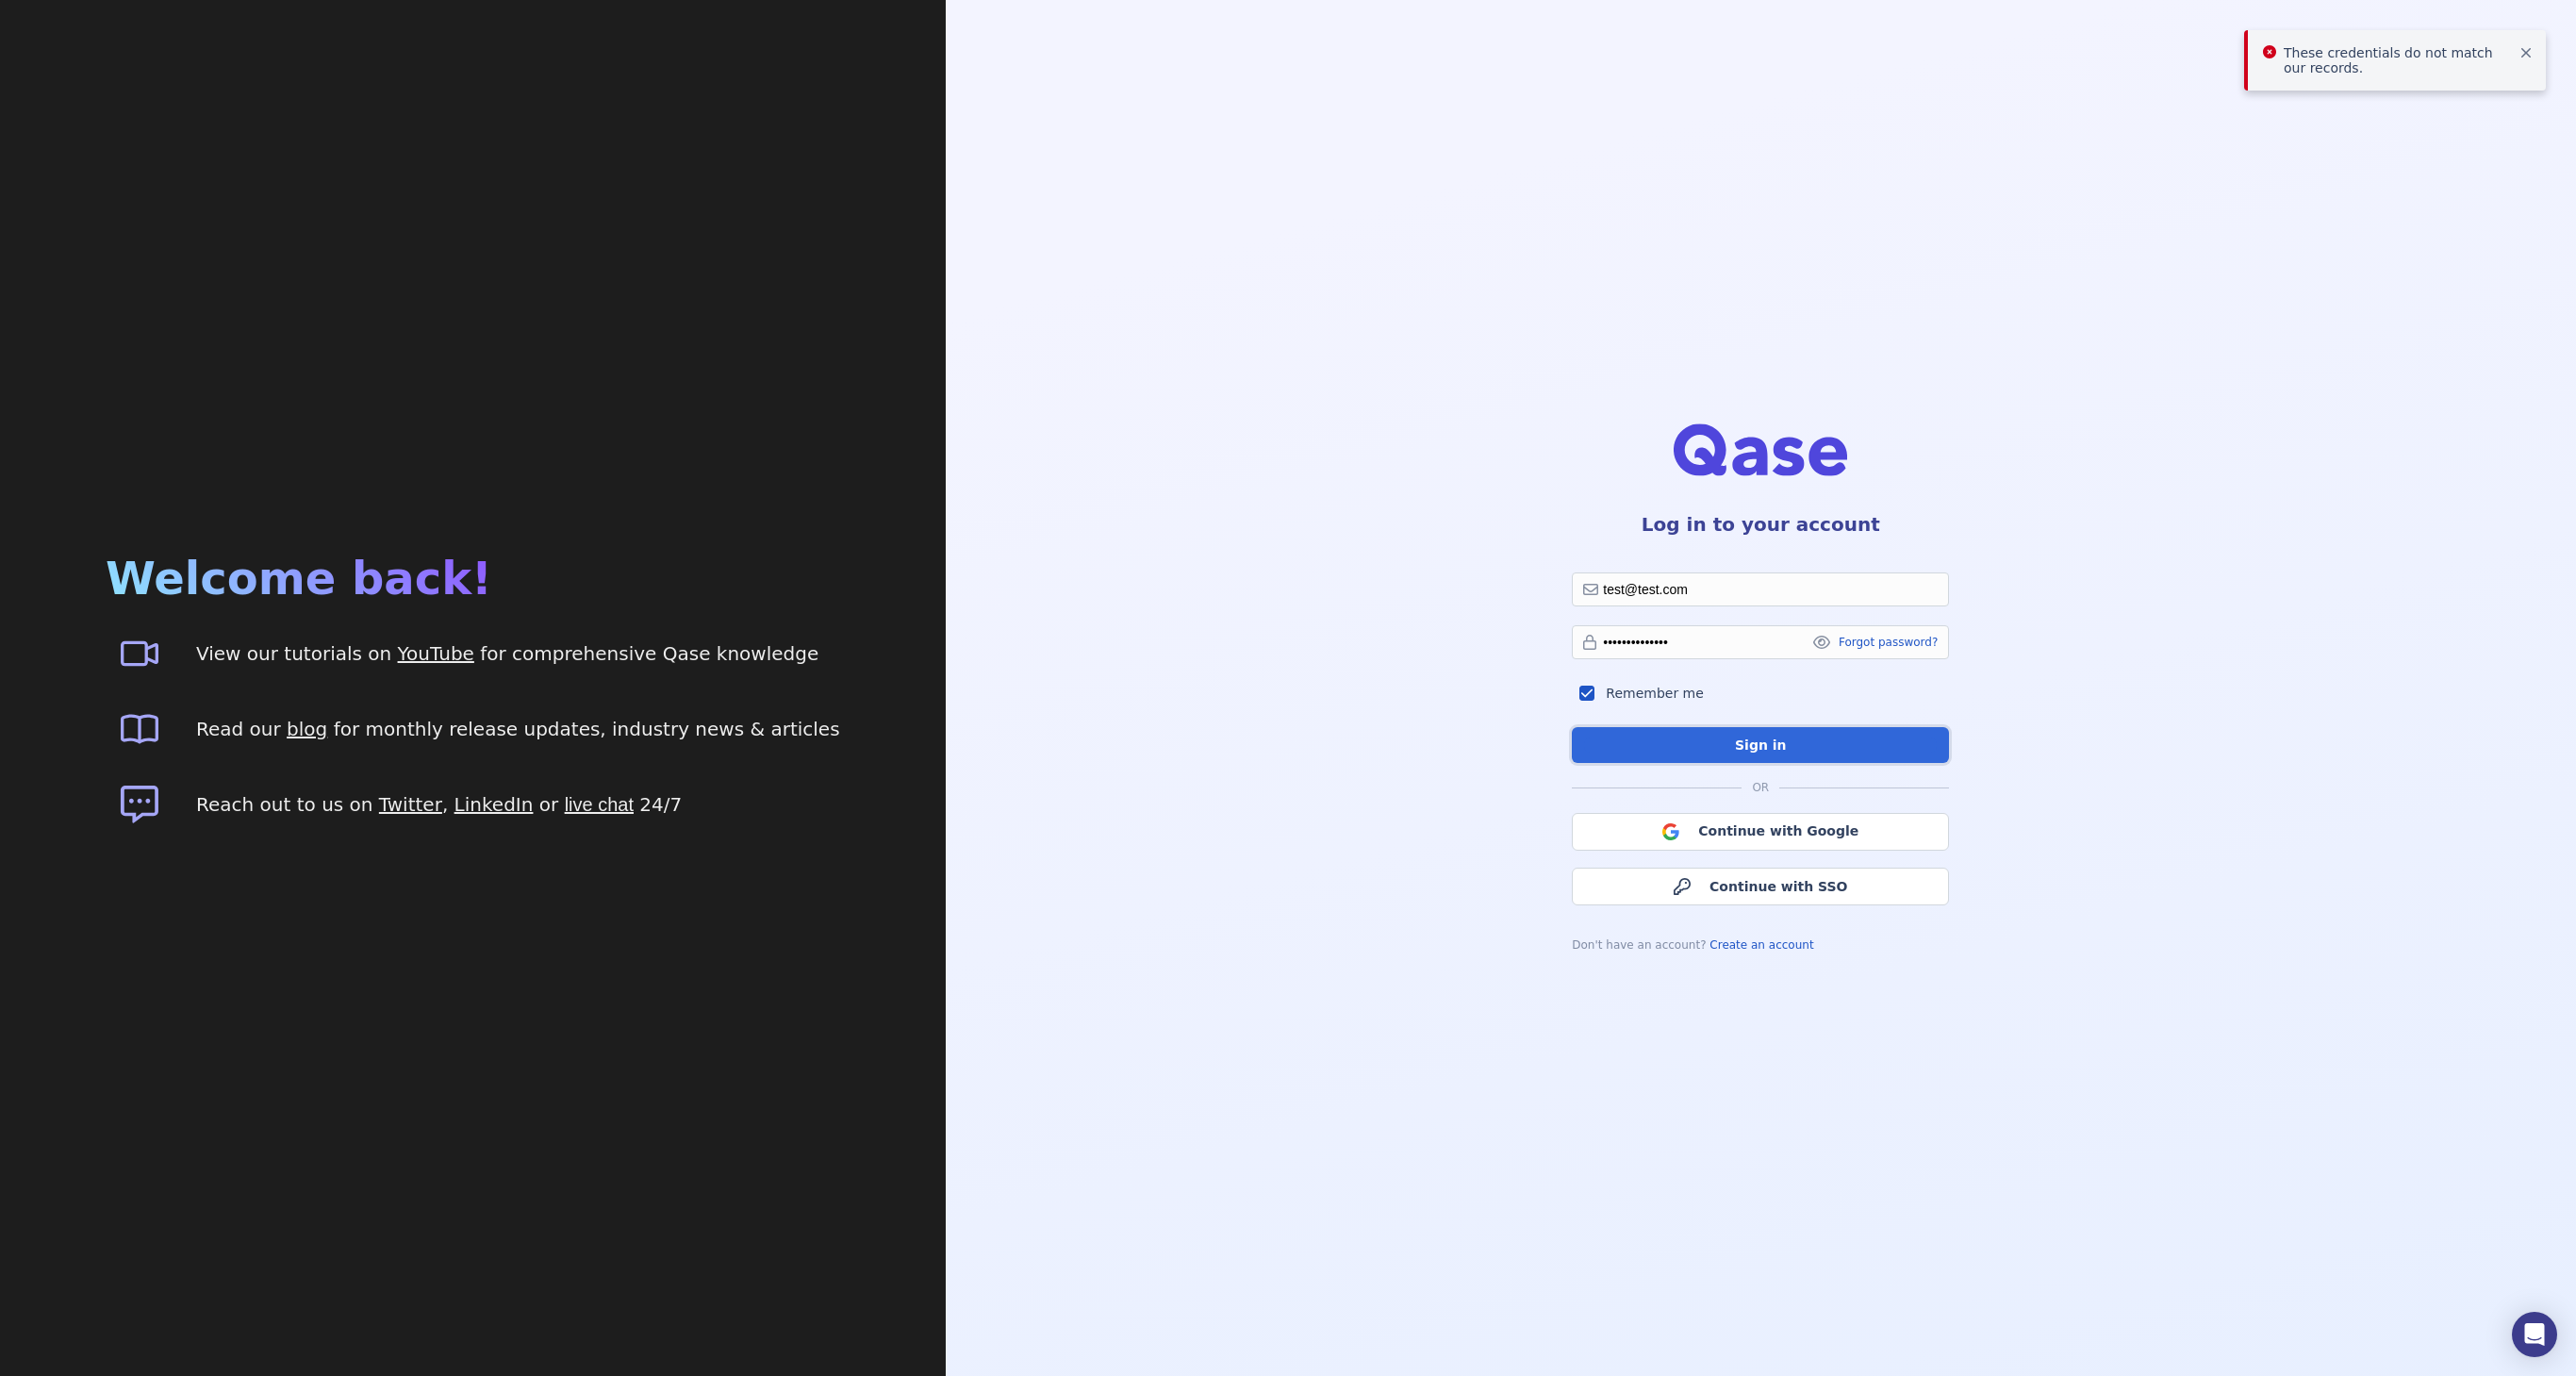 These credentials do not match
our records.
Qase
Log in to your account
Welcome back!
test@test.com
View our tutorials on YouTube for comprehensive Qase knowledge
•••••••••••••• Forgot password?
Remember me
Read our blog for monthly release updates, industry news & articles
Sign in
OR
Reach out to us on Twitter, LinkedIn or live chat 24/7
Continue with Google
Continue with SSO
Don't have an account? Create an account